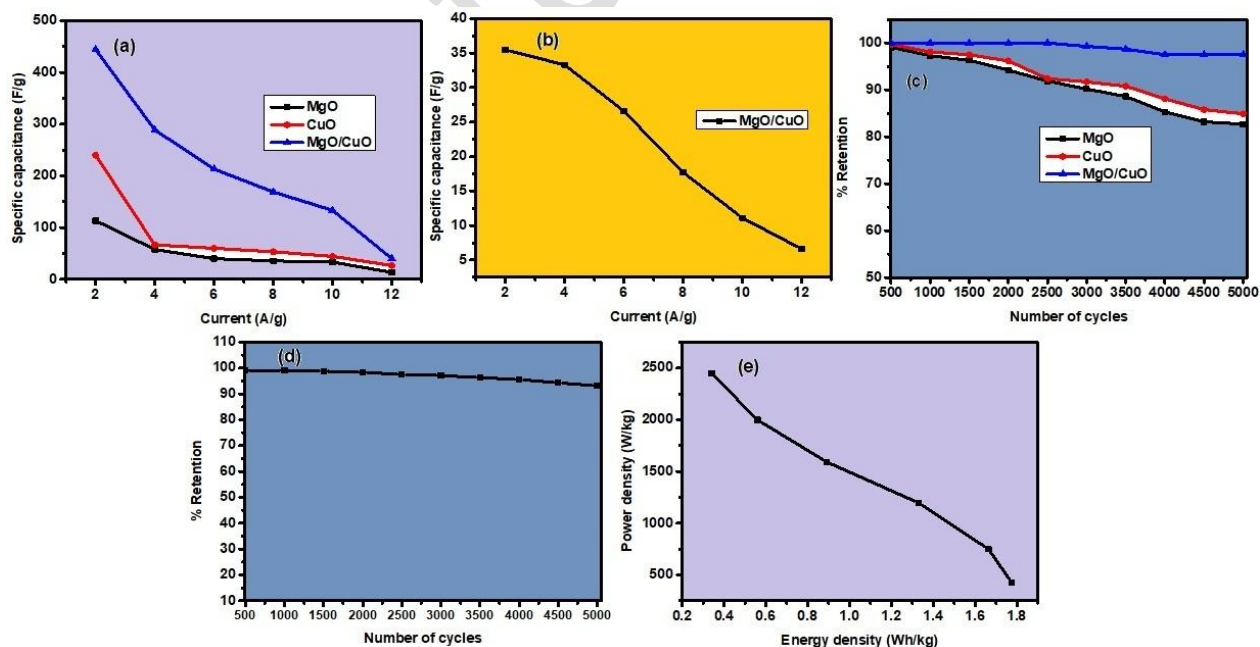 (a)
500
400
300
200
100
0
Specific capacitance (F/g)
MgO
CuO
MgO/CuO
2 4 6 8 10 12
Current (A/g)
(b)
40
35
30
25
20
15
10
5
Specific capacitance (F/g)
MgO/CuO
2 4 6 8 10 12
Current (A/g)
(c)
100
90
80
70
60
50
% Retention
MgO
CuO
MgO/CuO
500 1000 1500 2000 2500 3000 3500 4000 4500 5000
Number of cycles
(d)
110
100
90
80
70
60
50
40
30
20
10
% Retention
500 1000 1500 2000 2500 3000 3500 4000 4500 5000
Number of cycles
(e)
2500
2000
1500
1000
500
Power density (W/kg)
0.2 0.4 0.6 0.8 1.0 1.2 1.4 1.6 1.8
Energy density (Wh/kg)